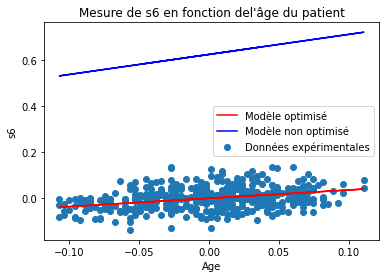 Mesure de s6 en fonction del'âge du patient
0.6
0.4
0.2
0.0
s6
Modèle optimisé
Modèle non optimisé
Données expérimentales
−0.10
−0.05
0.00
0.05
0.10
Age